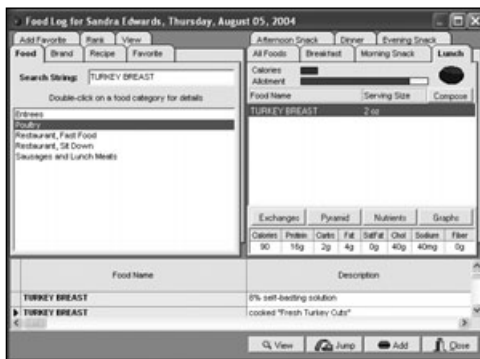 Food Log for Sandra Edwards, Thursday, August 05, 2004
Add Favorite Rank View
Food Brand Recipe Favorite
Search String: TURKEY BREAST
Double-click on a food category for details
Entrees
Poultry
Restaurant, Fast Food
Restaurant, Sit Down
Sausages and Lunch Meats
Afternoon Snack Dinner Evening Snack
All Foods Breakfast Morning Snack Lunch
Calories
Allotment
Food Name Serving Size Compose
TURKEY BREAST 2 oz
Exchanges Pyramid Nutrients Graphs
Calories Protein Carbs Fat SatFat Chol Sodium Fiber
90 16g 2g 4g 0g 40g 40mg 0g
Food Name Description
TURKEY BREAST 8% self-basting solution
TURKEY BREAST cooked "Fresh Turkey Cuts"
View Jump Add Close